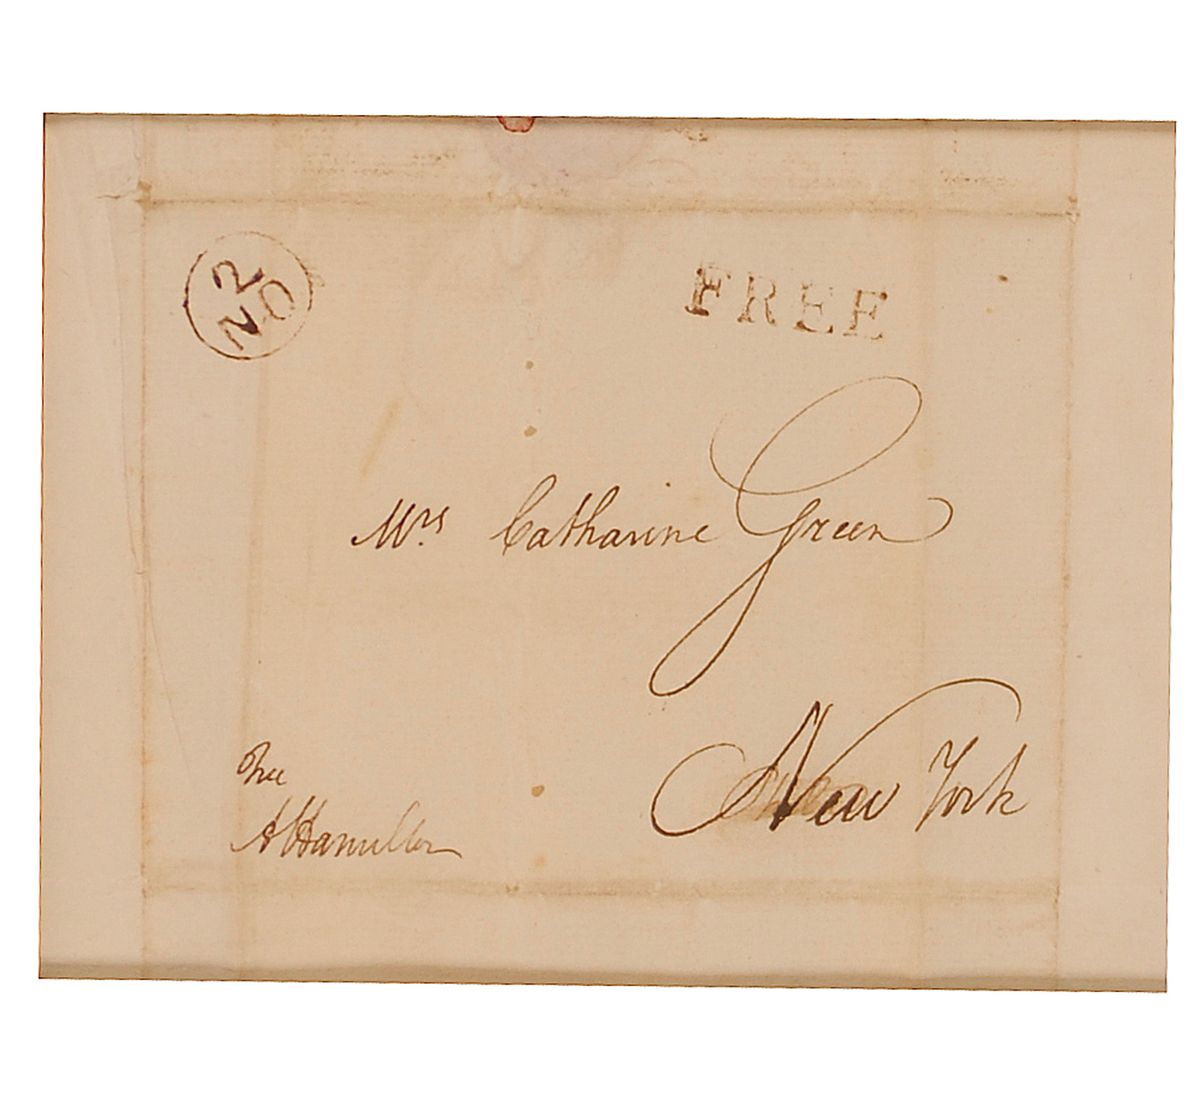 2
NO
FREE
Mrs Catharine Green
New York
Free
A Hamilton